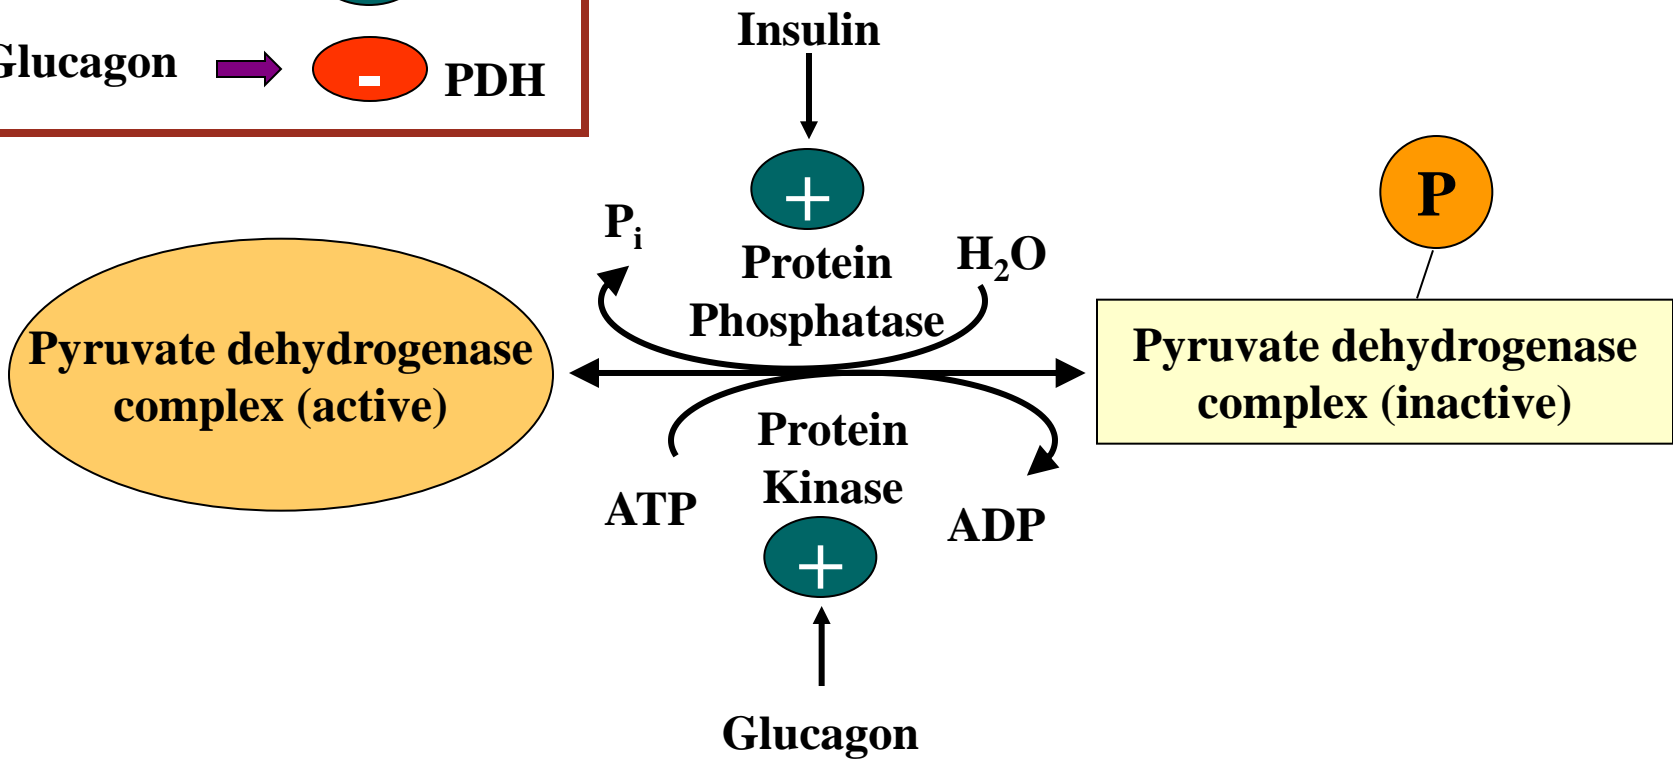 Glucagon
-
PDH
Insulin
+
P
Pi
Protein
Phosphatase
H₂O
Pyruvate dehydrogenase
complex (active)
Pyruvate dehydrogenase
complex (inactive)
Protein
Kinase
ATP
ADP
+
Glucagon